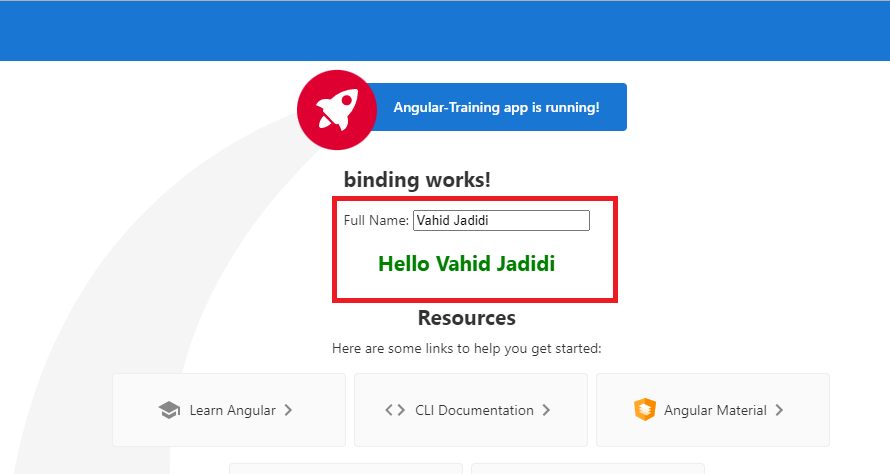 Angular-Training app is running!
binding works!
Full Name: Vahid Jadidi
Hello Vahid Jadidi
Resources
Here are some links to help you get started:
Learn Angular
CLI Documentation
Angular Material